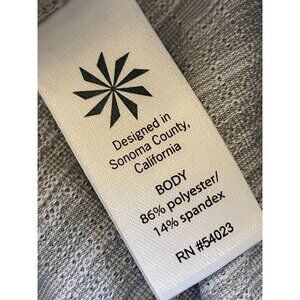 Designed in
Sonoma County,
California
BODY
86% polyester/
14% spandex
RN #54023